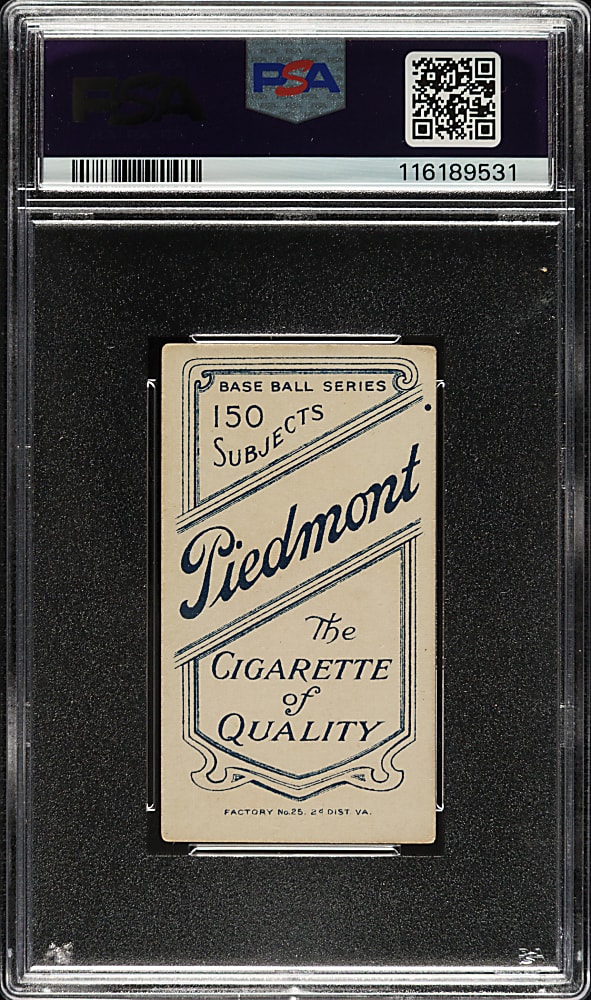 PSA
PSA
116189531
BASE BALL SERIES
150
SUBJECTS
Piedmont
The
CIGARETTE
of
QUALITY
FACTORY No.25. 2d DIST. VA.